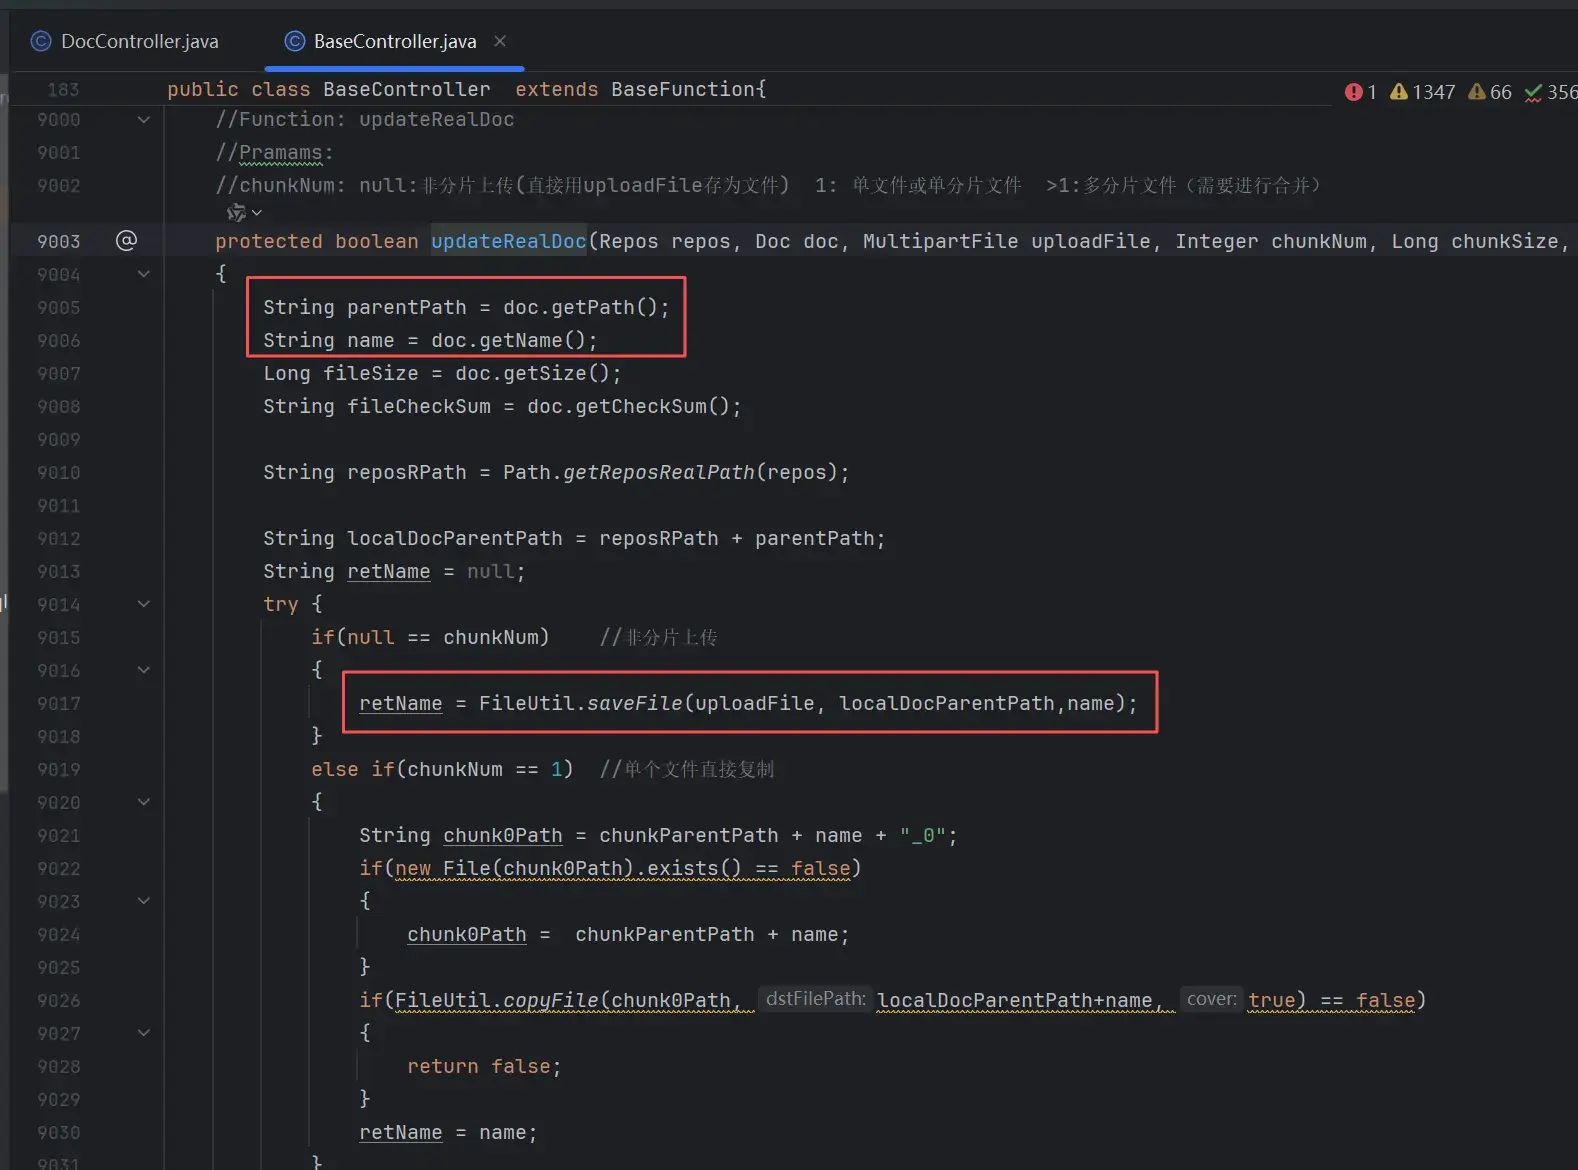 DocController.java BaseController.java
183 public class BaseController extends BaseFunction{ 1 1347 66 356
9000 //Function: updateRealDoc
9001 //Pramams:
9002 //chunkNum: null:非分片上传(直接用uploadFile存为文件) 1: 单文件或单分片文件 >1:多分片文件（需要进行合并）
9003 protected boolean updateRealDoc(Repos repos, Doc doc, MultipartFile uploadFile, Integer chunkNum, Long chunkSize,
9004 {
9005 String parentPath = doc.getPath();
9006 String name = doc.getName();
9007 Long fileSize = doc.getSize();
9008 String fileCheckSum = doc.getCheckSum();
9009
9010 String reposRPath = Path.getReposRealPath(repos);
9011
9012 String localDocParentPath = reposRPath + parentPath;
9013 String retName = null;
9014 try {
9015 if(null == chunkNum) //非分片上传
9016 {
9017 retName = FileUtil.saveFile(uploadFile, localDocParentPath,name);
9018 }
9019 else if(chunkNum == 1) //单个文件直接复制
9020 {
9021 String chunk0Path = chunkParentPath + name + "_0";
9022 if(new File(chunk0Path).exists() == false)
9023 {
9024 chunk0Path = chunkParentPath + name;
9025 }
9026 if(FileUtil.copyFile(chunk0Path, dstFilePath: localDocParentPath+name, cover: true) == false)
9027 {
9028 return false;
9029 }
9030 retName = name;
9031 }